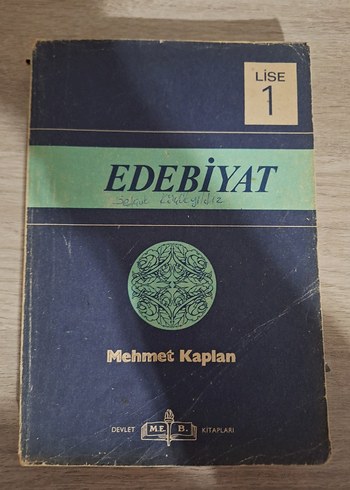 LİSE
1
EDEBİYAT
Mehmet Kaplan
DEVLET M.E. B. KİTAPLARI